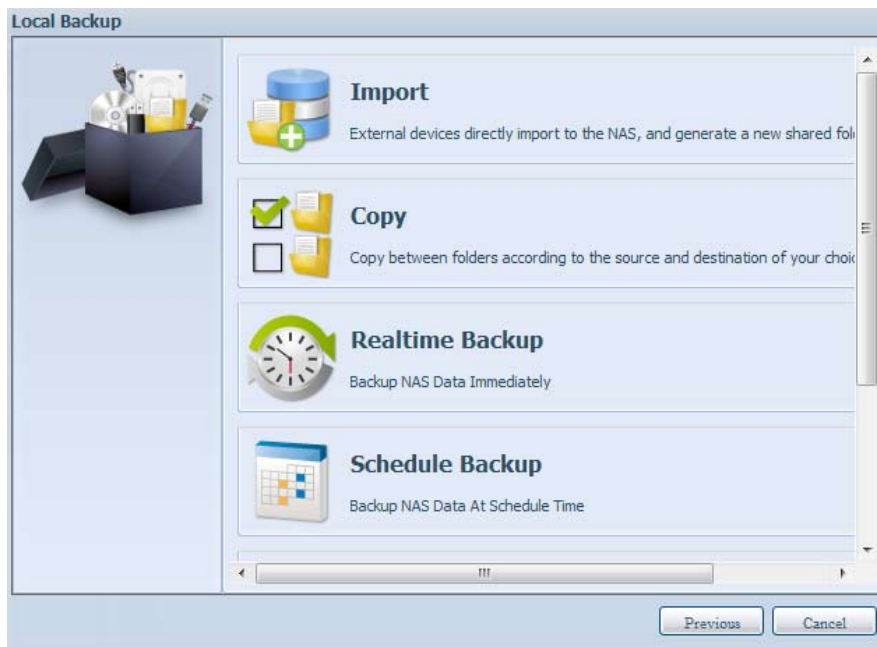 Local Backup
Import
External devices directly import to the NAS, and generate a new shared
Copy
Copy between folders according to the source and destination of your
Realtime Backup
Backup NAS Data Immediately
Schedule Backup
Backup NAS Data At Schedule Time
Previous
Cancel